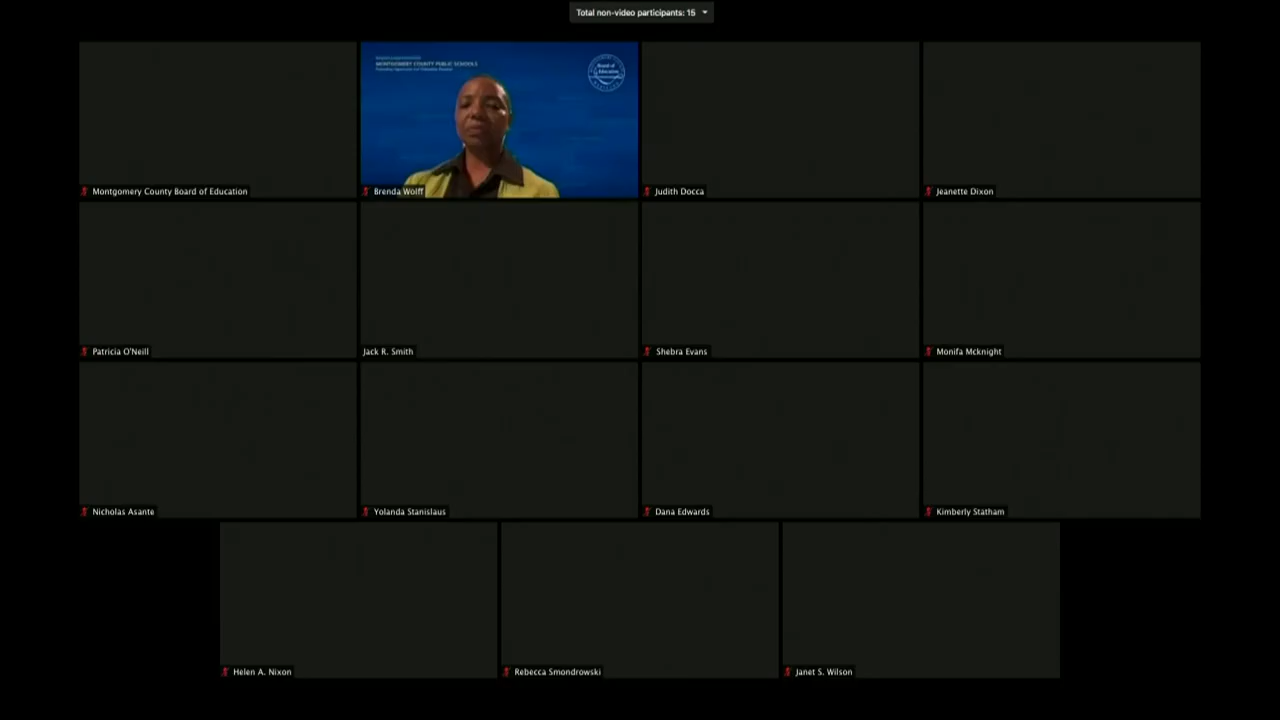 Total non-video participants: 15
MONTGOMERY COUNTY PUBLIC SCHOOLS
Board of
Education
Montgomery County Board of Education
Brenda Wolff
Judith Docca
Jeanette Dixon
Patricia O'Neill
Jack R. Smith
Shebra Evans
Monifa Mcknight
Nicholas Asante
Yolanda Stanislaus
Dana Edwards
Kimberly Statham
Helen A. Nixon
Rebecca Smondrowski
Janet S. Wilson